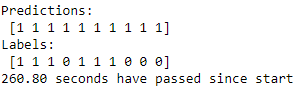 Predictions:
[1 1 1 1 1 1 1 1 1 1]
Labels:
[1 1 1 0 1 1 1 0 0 0]
260.80 seconds have passed since start